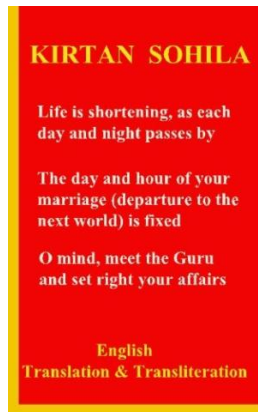 KIRTAN SOHILA
Life is shortening, as each
day and night passes by
The day and hour of your
marriage (departure to the
next world) is fixed
O mind, meet the Guru
and set right your affairs
English
Translation & Transliteration